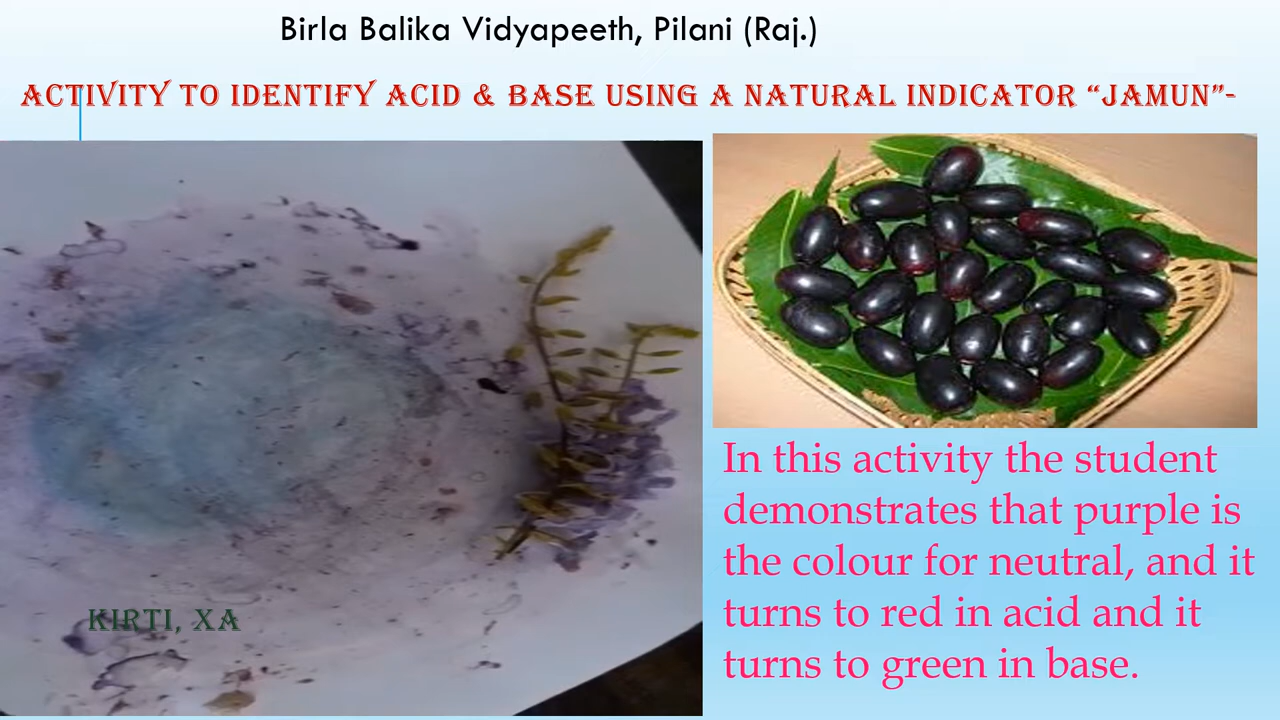 Birla Balika Vidyapeeth, Pilani (Raj.)
ACTIVITY TO IDENTIFY ACID & BASE USING A NATURAL INDICATOR “JAMUN”-
KIRTI, XA
In this activity the student
demonstrates that purple is
the colour for neutral, and it
turns to red in acid and it
turns to green in base.